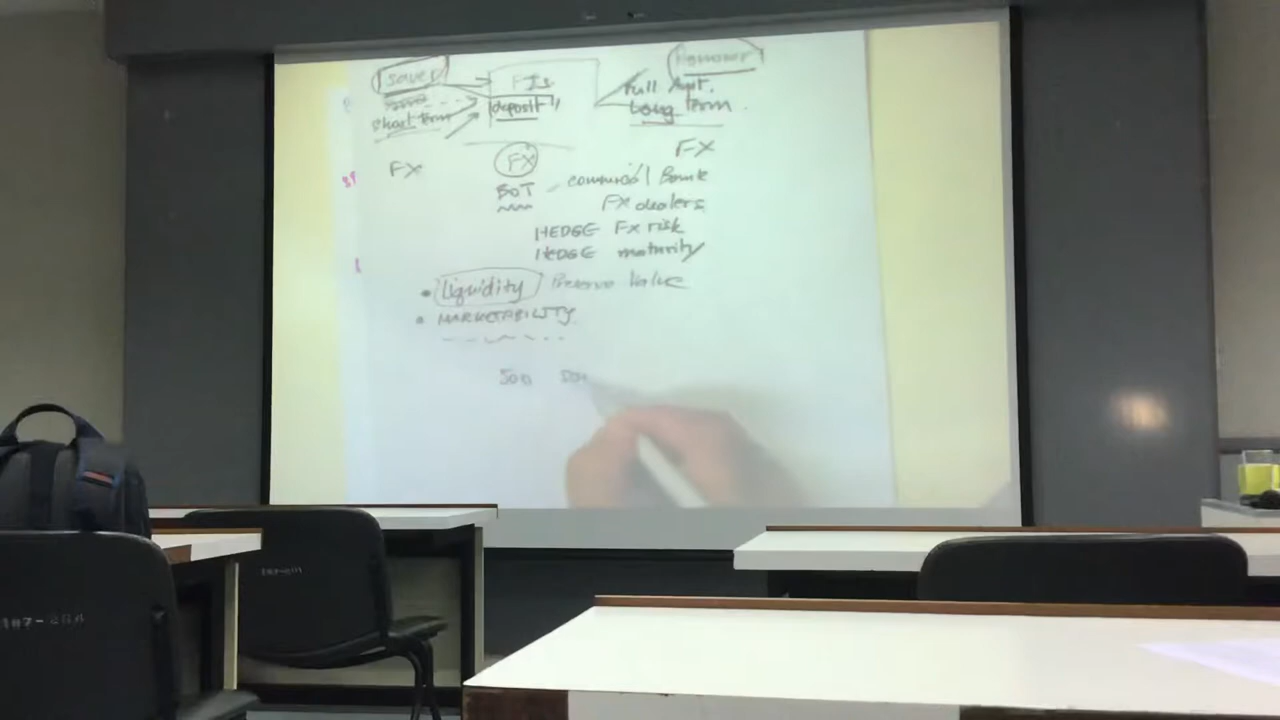 saver FIs Borrower
deposit full Amt.
short term Long term.
FX FX FX
BOT commercial Bank
FX dealers
HEDGE FX risk
HEDGE maturity
• Liquidity Preserve Value
• MARKETABILITY.
500